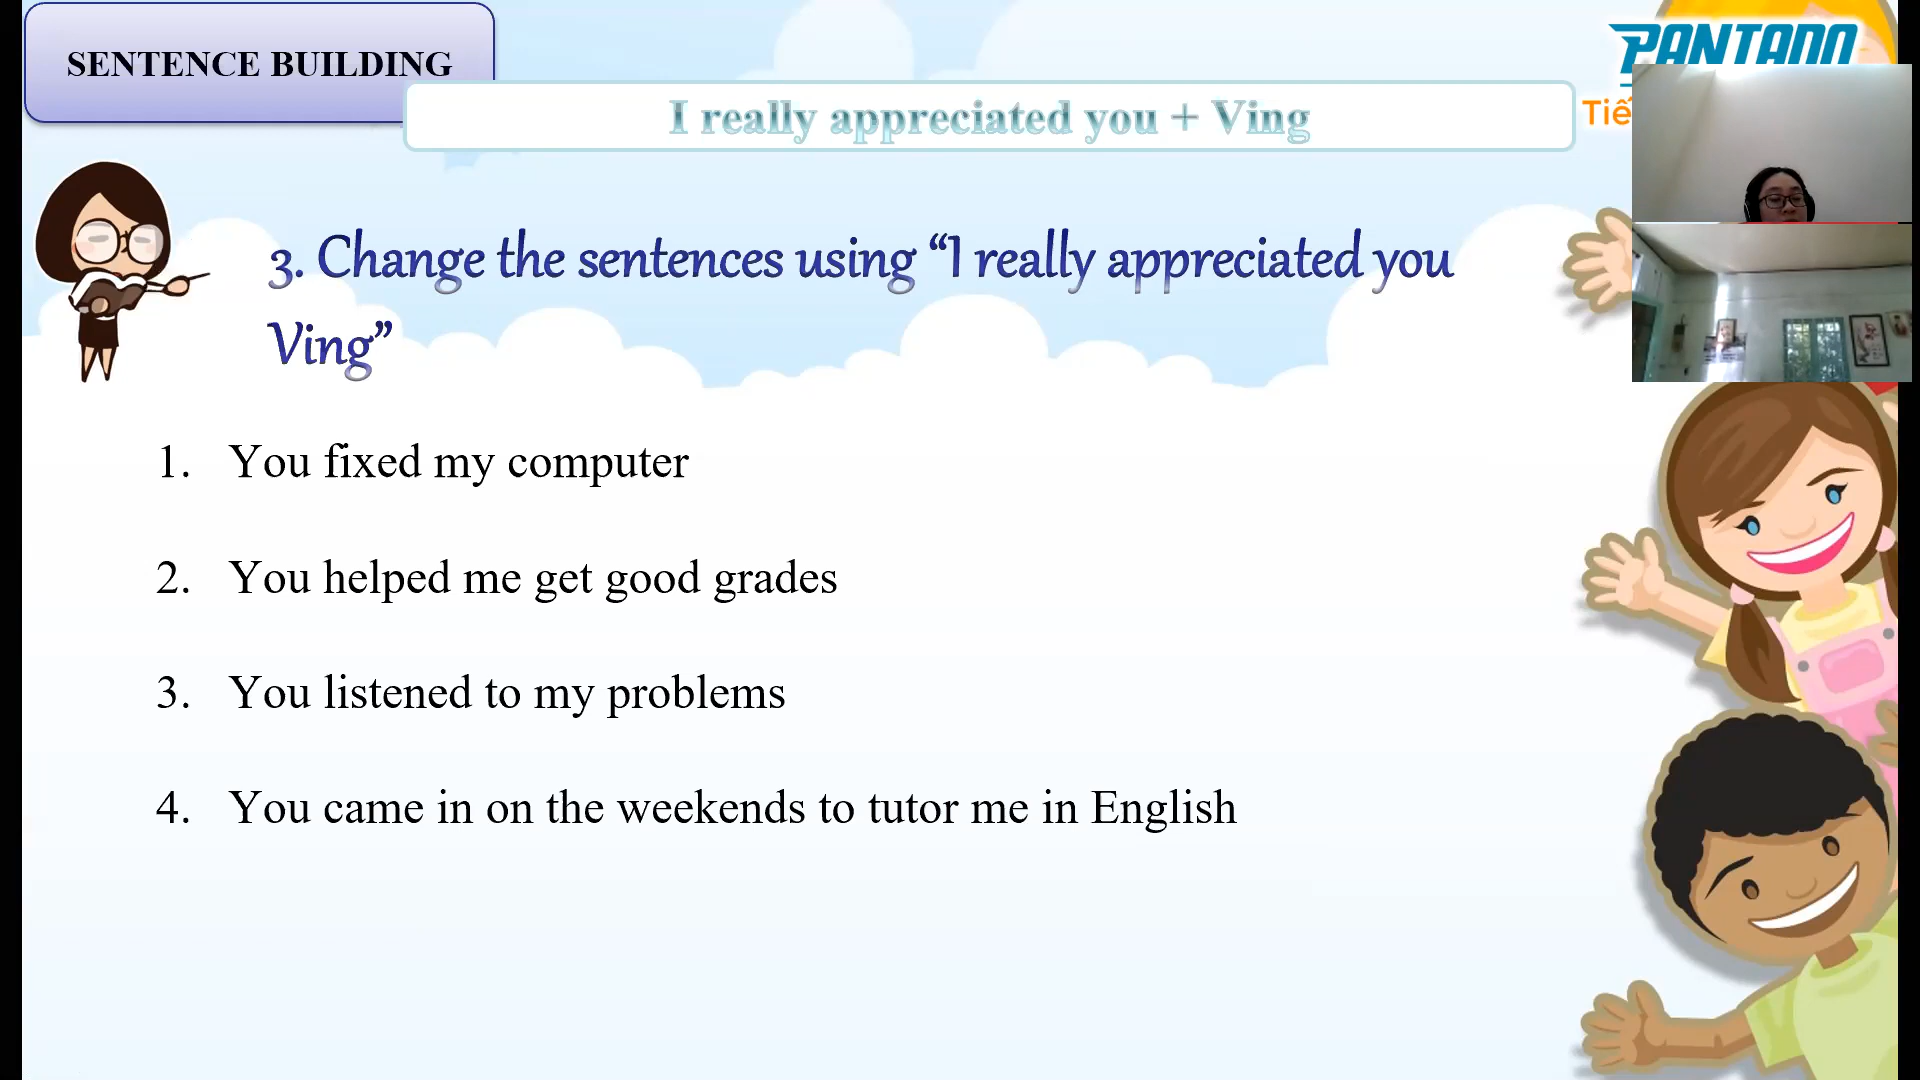 SENTENCE BUILDING
PANTADO
I really appreciated you + Ving
Tiế
3. Change the sentences using “I really appreciated you
Ving”
1. You fixed my computer
2. You helped me get good grades
3. You listened to my problems
4. You came in on the weekends to tutor me in English